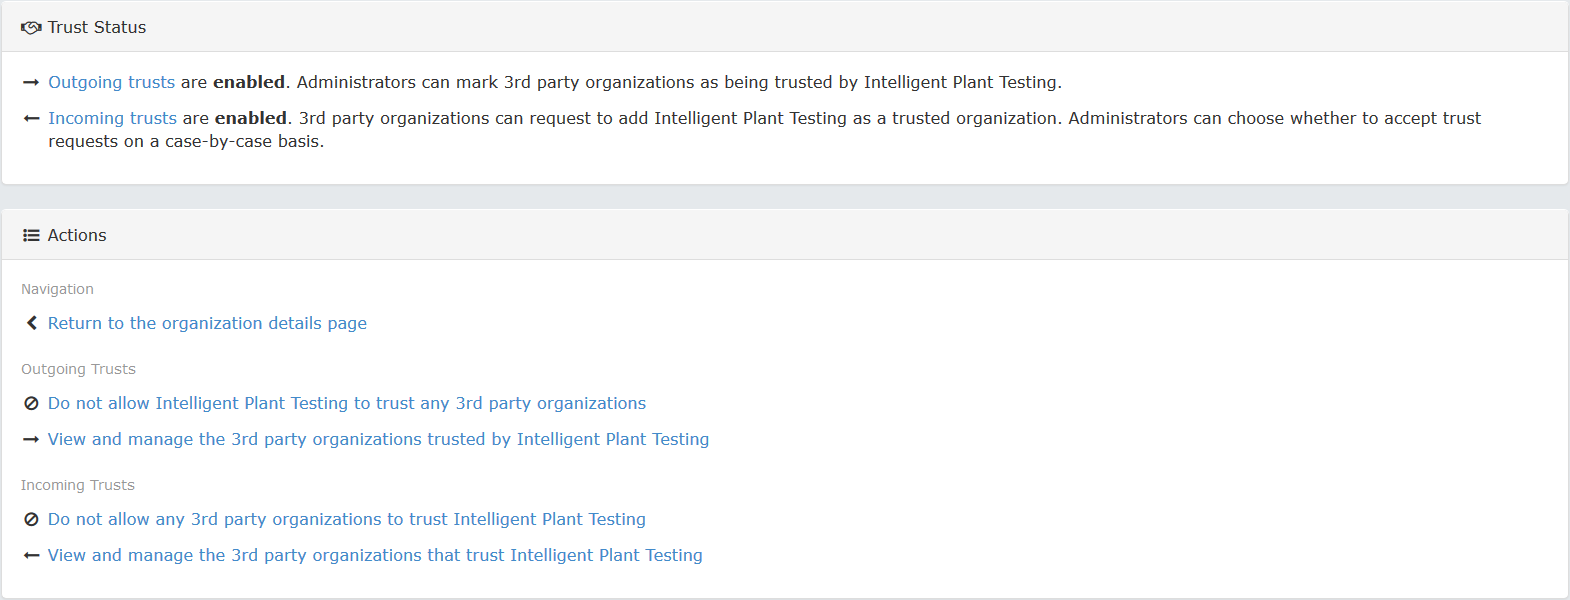 Trust Status
Outgoing trusts are enabled. Administrators can mark 3rd party organizations as being trusted by Intelligent Plant Testing.
Incoming trusts are enabled. 3rd party organizations can request to add Intelligent Plant Testing as a trusted organization. Administrators can choose whether to accept trust
requests on a case-by-case basis.
Actions
Navigation
Return to the organization details page
Outgoing Trusts
Do not allow Intelligent Plant Testing to trust any 3rd party organizations
View and manage the 3rd party organizations trusted by Intelligent Plant Testing
Incoming Trusts
Do not allow any 3rd party organizations to trust Intelligent Plant Testing
View and manage the 3rd party organizations that trust Intelligent Plant Testing